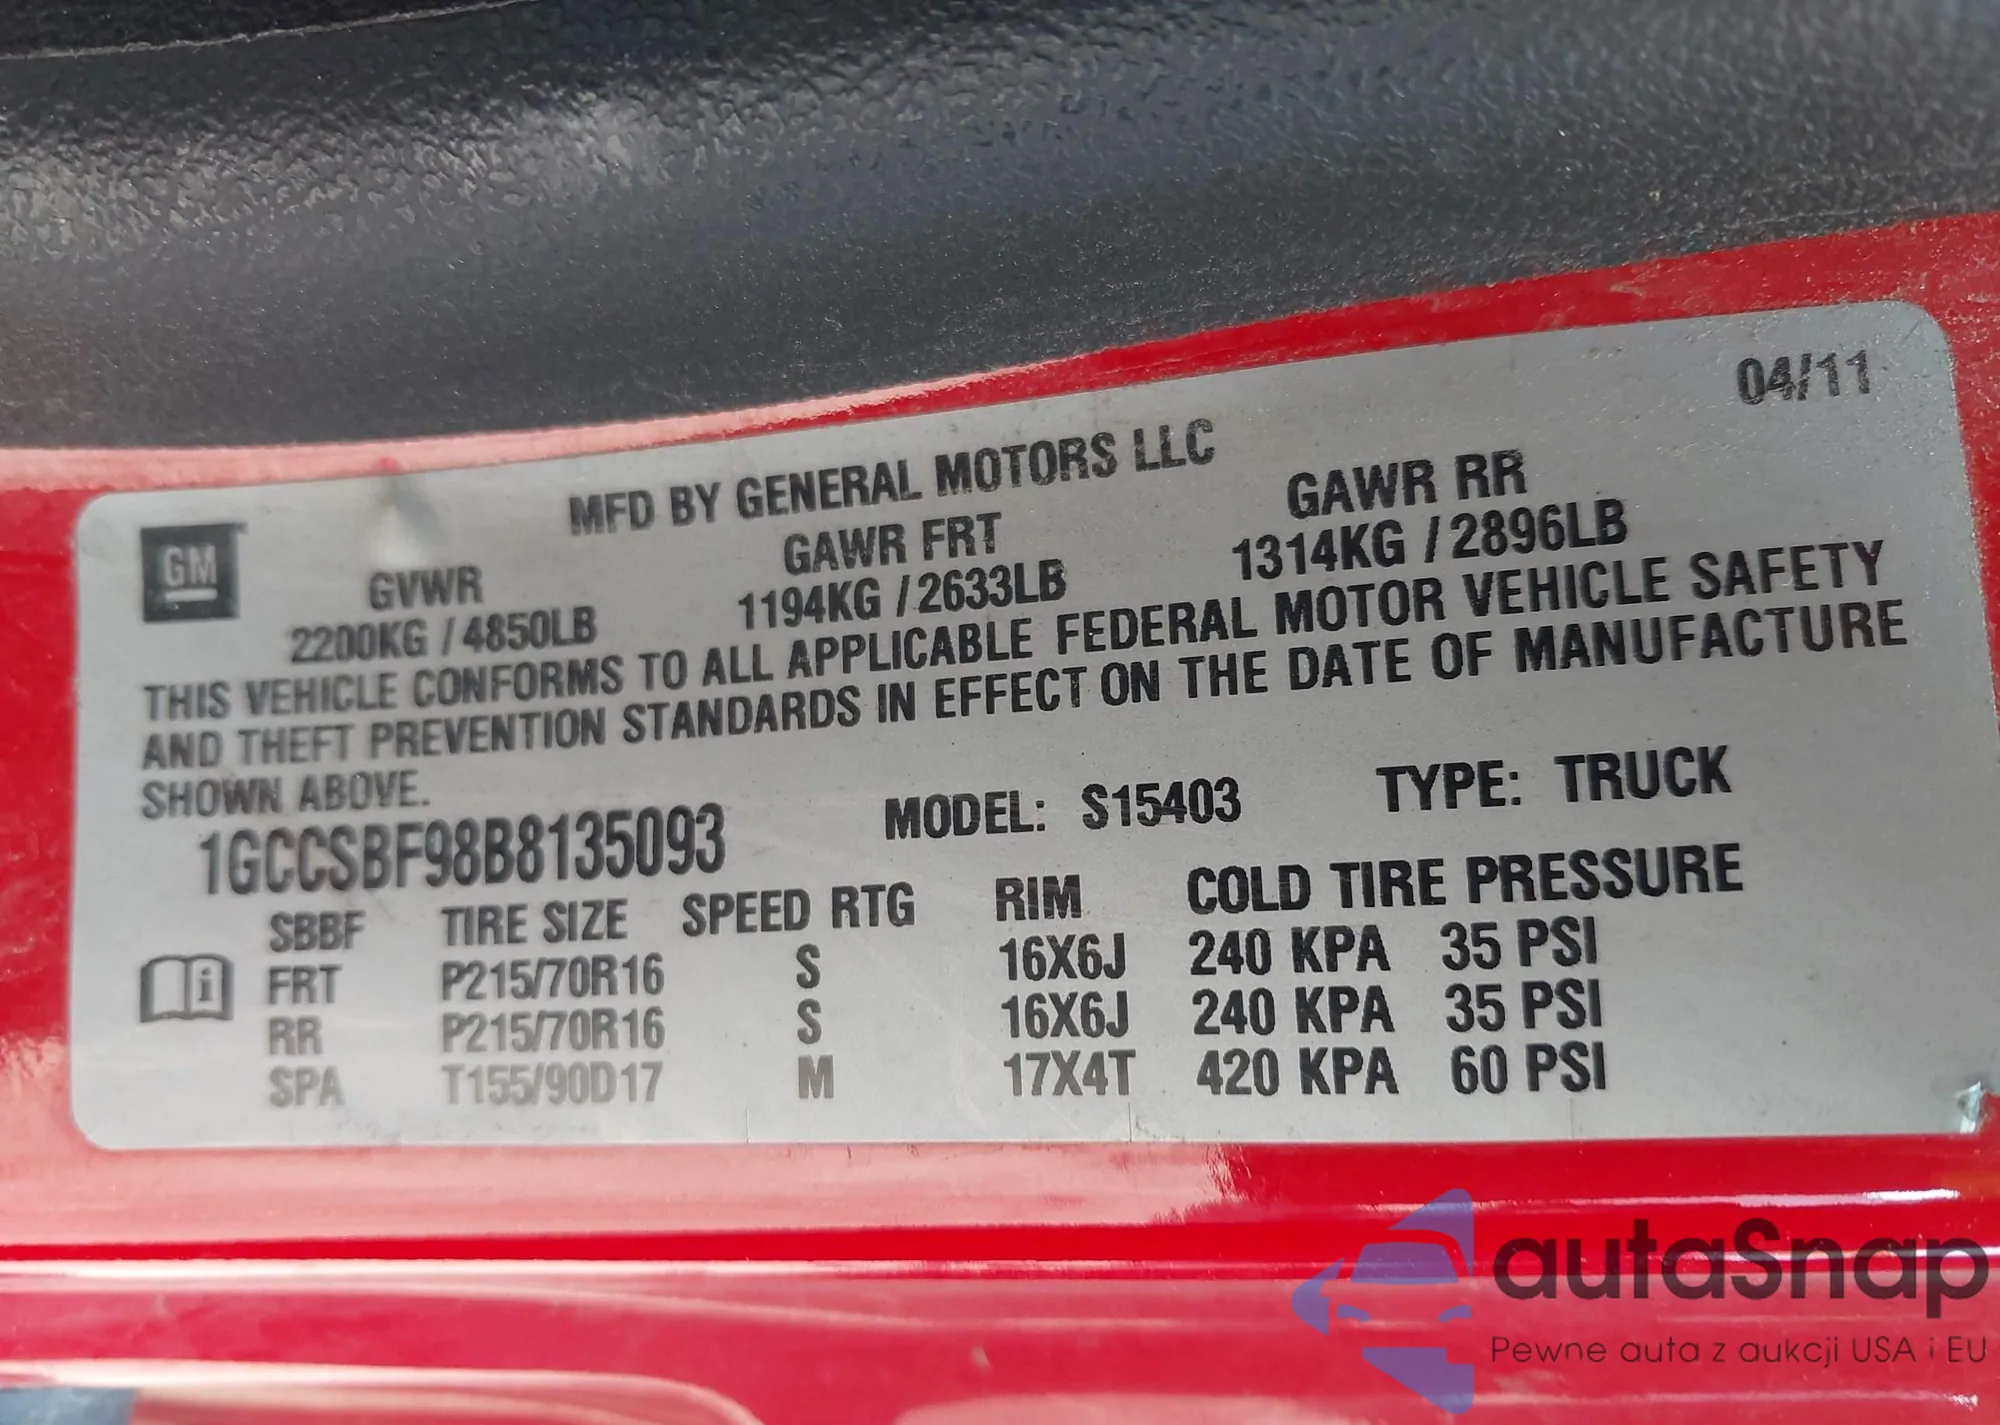 04/11
MFD BY GENERAL MOTORS LLC
GM
GVWR GAWR FRT GAWR RR
2200KG / 4850LB 1194KG / 2633LB 1314KG / 2896LB
THIS VEHICLE CONFORMS TO ALL APPLICABLE FEDERAL MOTOR VEHICLE SAFETY
AND THEFT PREVENTION STANDARDS IN EFFECT ON THE DATE OF MANUFACTURE
SHOWN ABOVE.
1GCCSBF98B8135093 MODEL: S15403 TYPE: TRUCK
SBBF TIRE SIZE SPEED RTG RIM COLD TIRE PRESSURE
FRT P215/70R16 S 16X6J 240 KPA 35 PSI
RR P215/70R16 S 16X6J 240 KPA 35 PSI
SPA T155/90D17 M 17X4T 420 KPA 60 PSI
autaSnap
Pewne auta z aukcji USA i EU